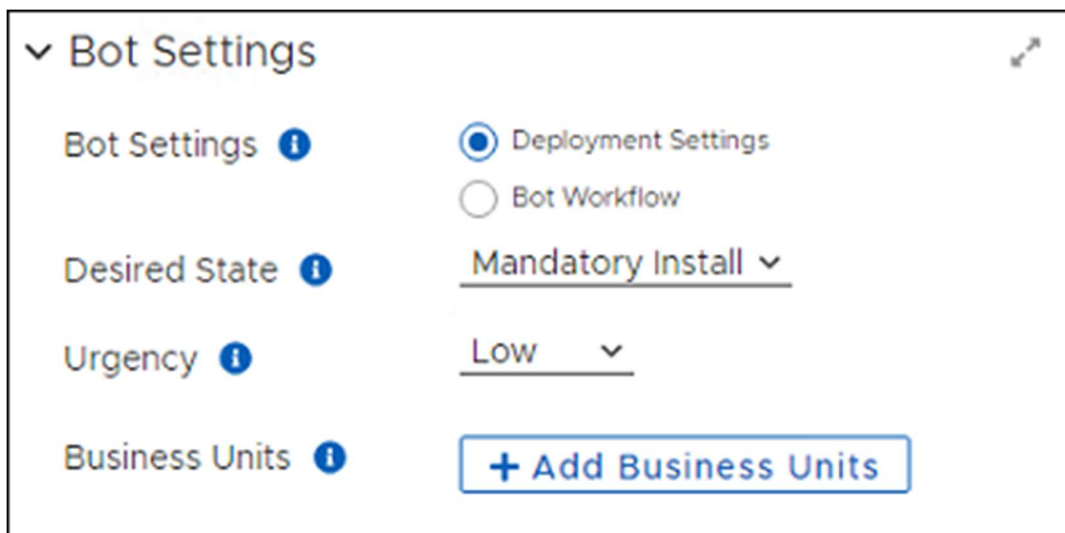 Bot Settings
Bot Settings Deployment Settings
Bot Workflow
Desired State Mandatory Install
Urgency Low
Business Units + Add Business Units